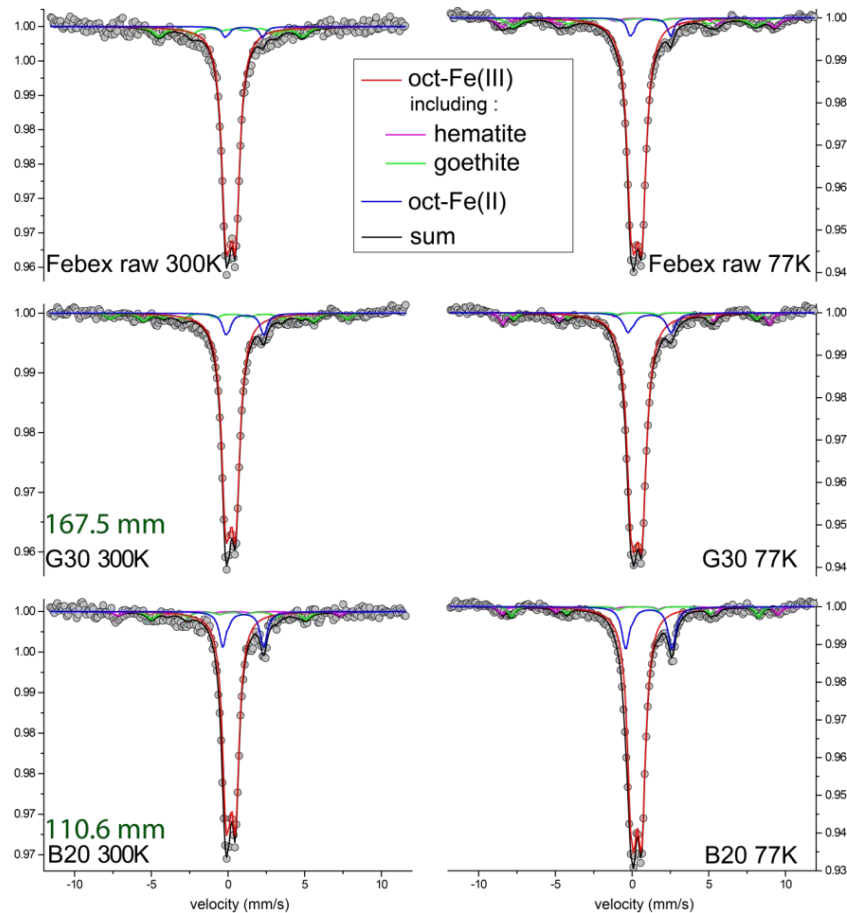 1.00
1.00
0.99
0.98
0.98
0.97
0.97
0.96
Febex raw 300K
oct-Fe(III)
including :
hematite
goethite
oct-Fe(II)
sum
1.00
0.99
0.98
0.97
0.96
0.95
0.94
Febex raw 77K
1.00
0.99
0.98
0.97
0.96
167.5 mm
G30 300K
1.00
0.99
0.98
0.97
0.96
0.95
0.94
G30 77K
1.00
1.00
0.99
0.98
0.98
0.97
0.97
110.6 mm
B20 300K
-10 -5 0 5 10
velocity (mm/s)
1.00
0.99
0.98
0.97
0.96
0.95
0.94
0.93
B20 77K
-10 -5 0 5 10
velocity (mm/s)